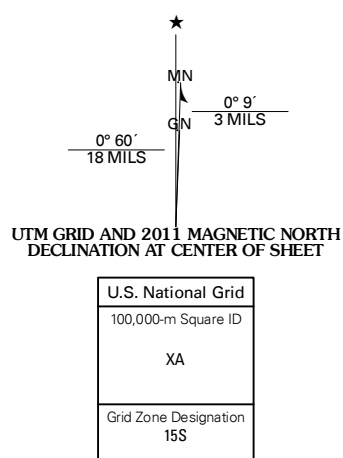 ★
MN
0° 9´
3 MILS
GN
0° 60´
18 MILS
UTM GRID AND 2011 MAGNETIC NORTH
DECLINATION AT CENTER OF SHEET
U.S. National Grid
100,000-m Square ID
XA
Grid Zone Designation
15S